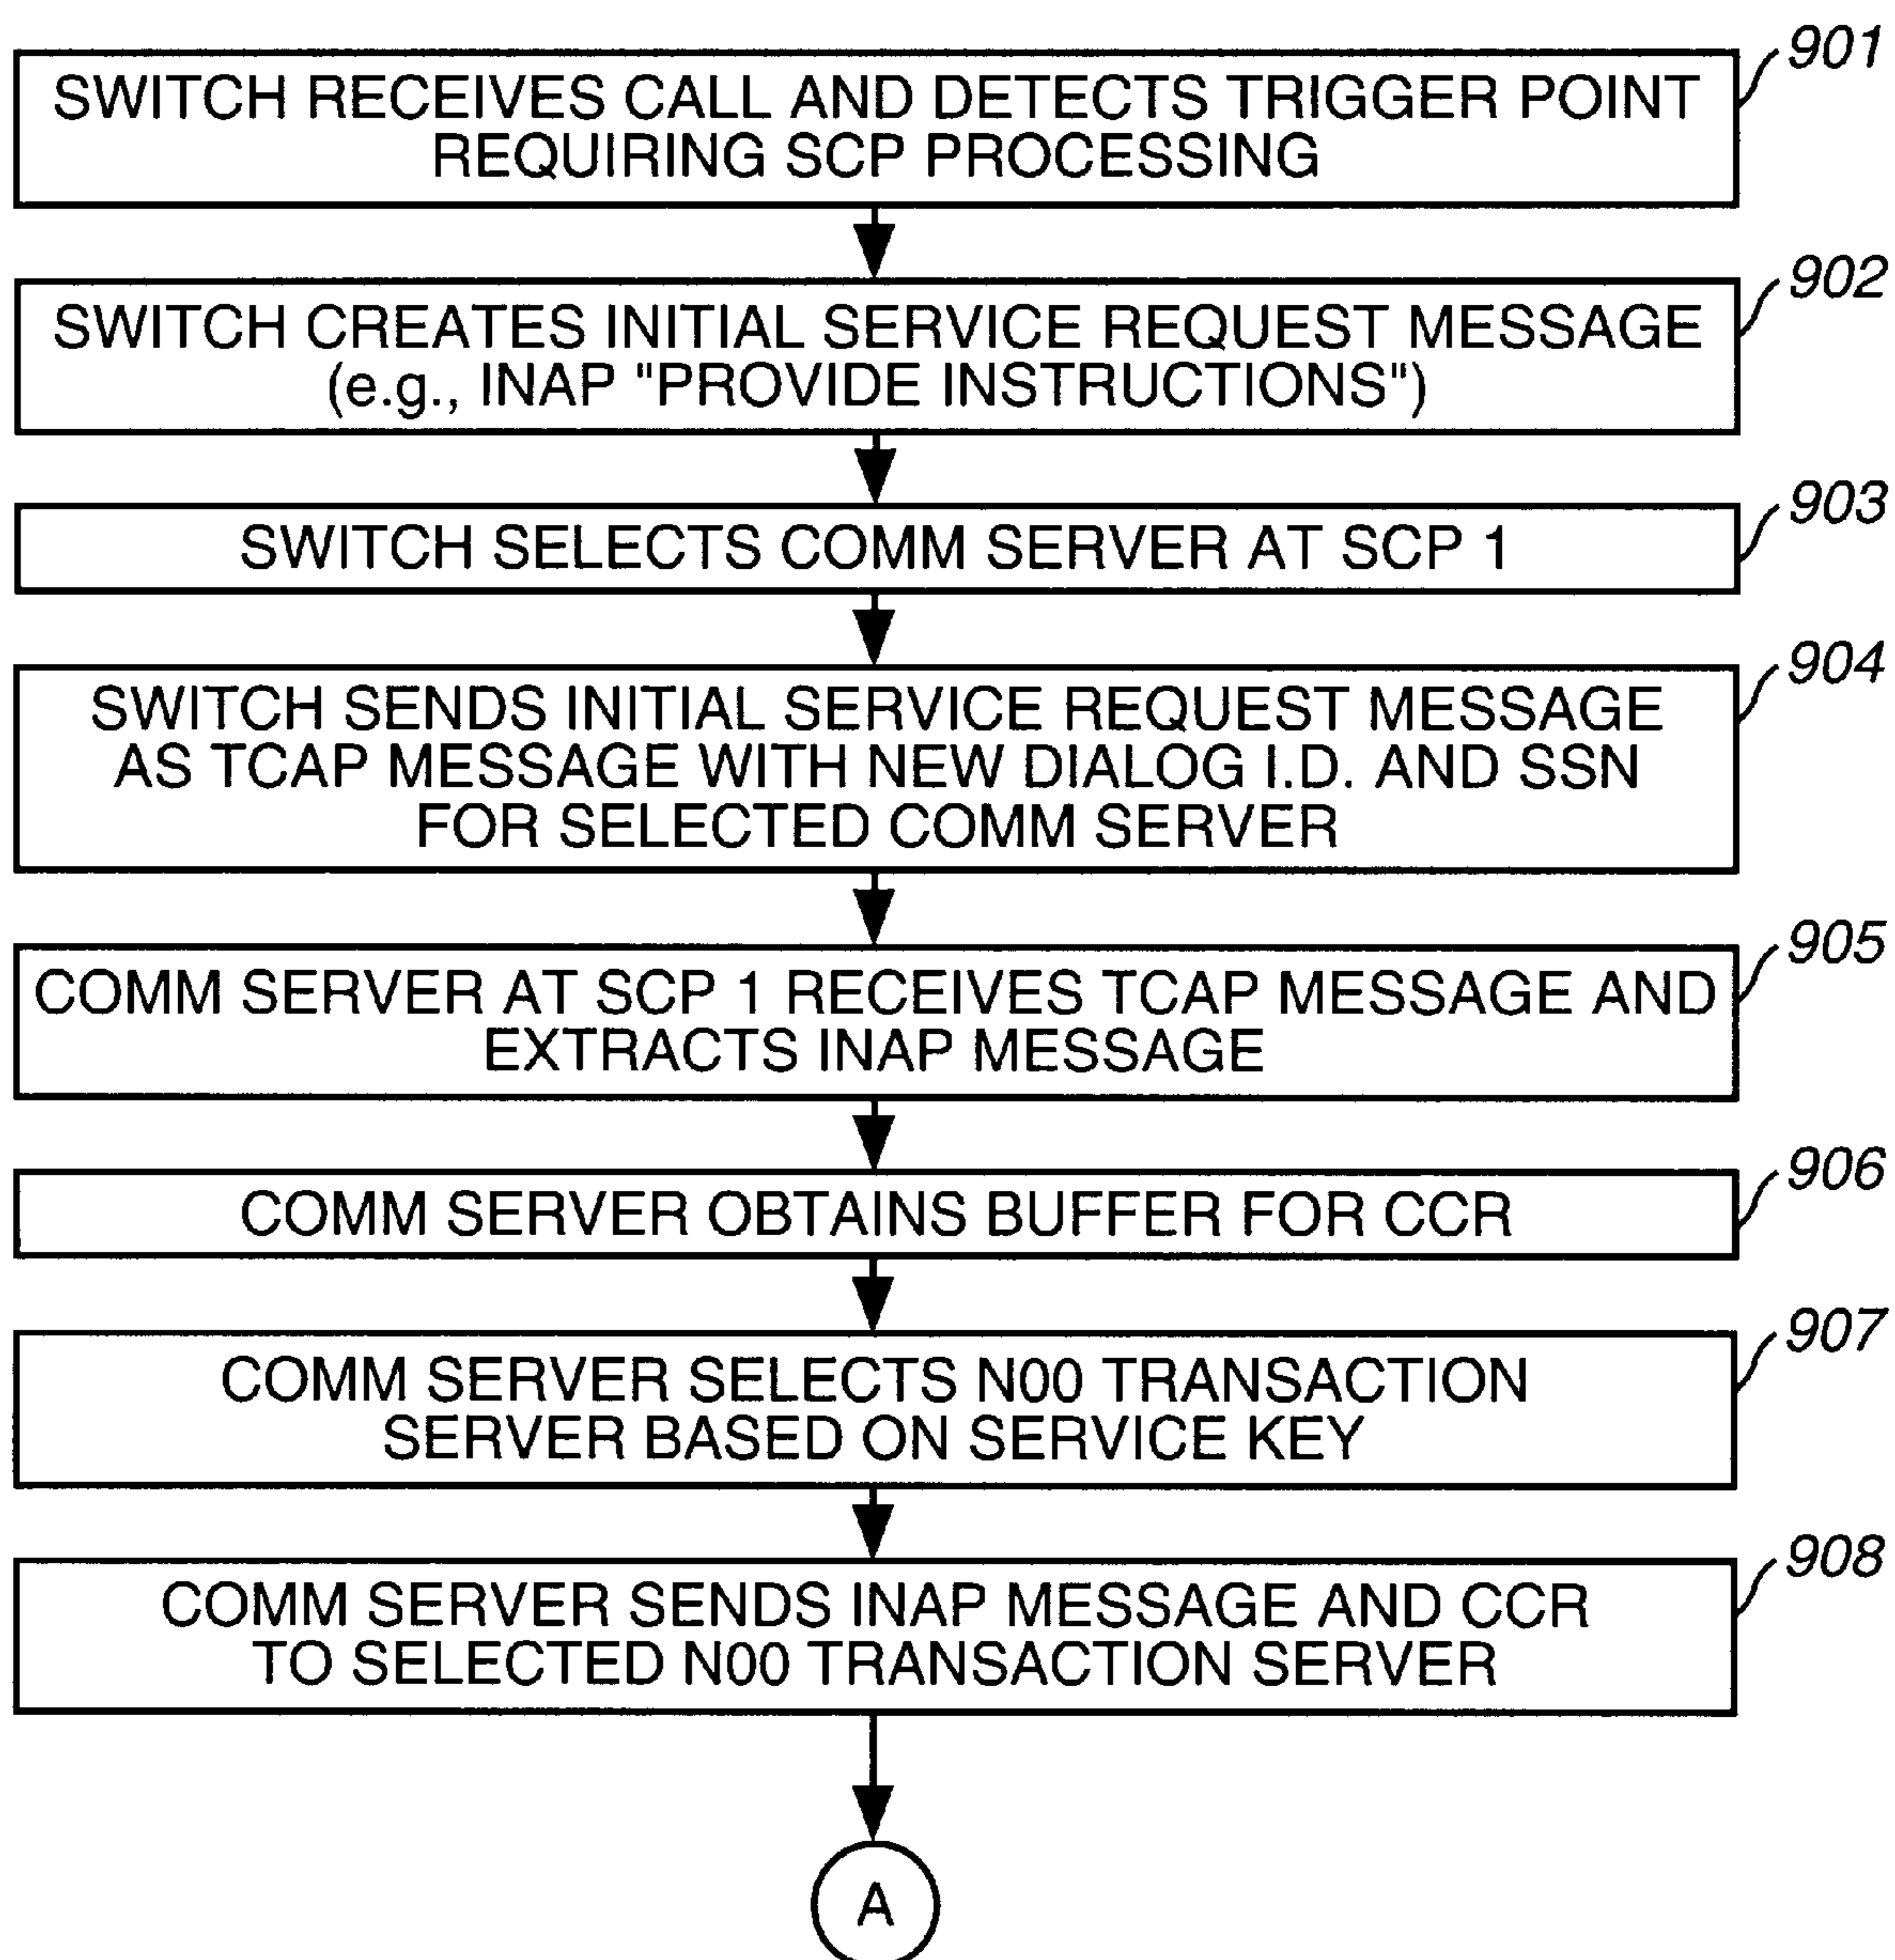 901
SWITCH RECEIVES CALL AND DETECTS TRIGGER POINT
REQUIRING SCP PROCESSING
902
SWITCH CREATES INITIAL SERVICE REQUEST MESSAGE
(e.g., INAP "PROVIDE INSTRUCTIONS")
903
SWITCH SELECTS COMM SERVER AT SCP 1
904
SWITCH SENDS INITIAL SERVICE REQUEST MESSAGE
AS TCAP MESSAGE WITH NEW DIALOG I.D. AND SSN
FOR SELECTED COMM SERVER
905
COMM SERVER AT SCP 1 RECEIVES TCAP MESSAGE AND
EXTRACTS INAP MESSAGE
906
COMM SERVER OBTAINS BUFFER FOR CCR
907
COMM SERVER SELECTS N00 TRANSACTION
SERVER BASED ON SERVICE KEY
908
COMM SERVER SENDS INAP MESSAGE AND CCR
TO SELECTED N00 TRANSACTION SERVER
A